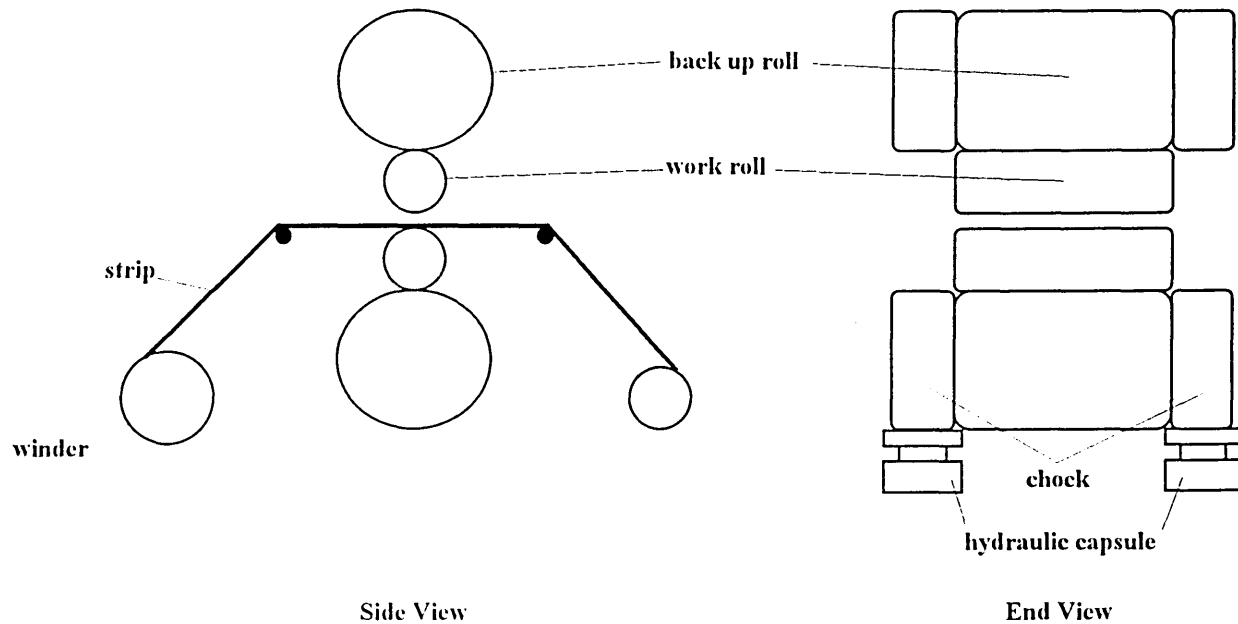 back up roll
work roll
strip
winder
chock
hydraulic capsule
Side View
End View